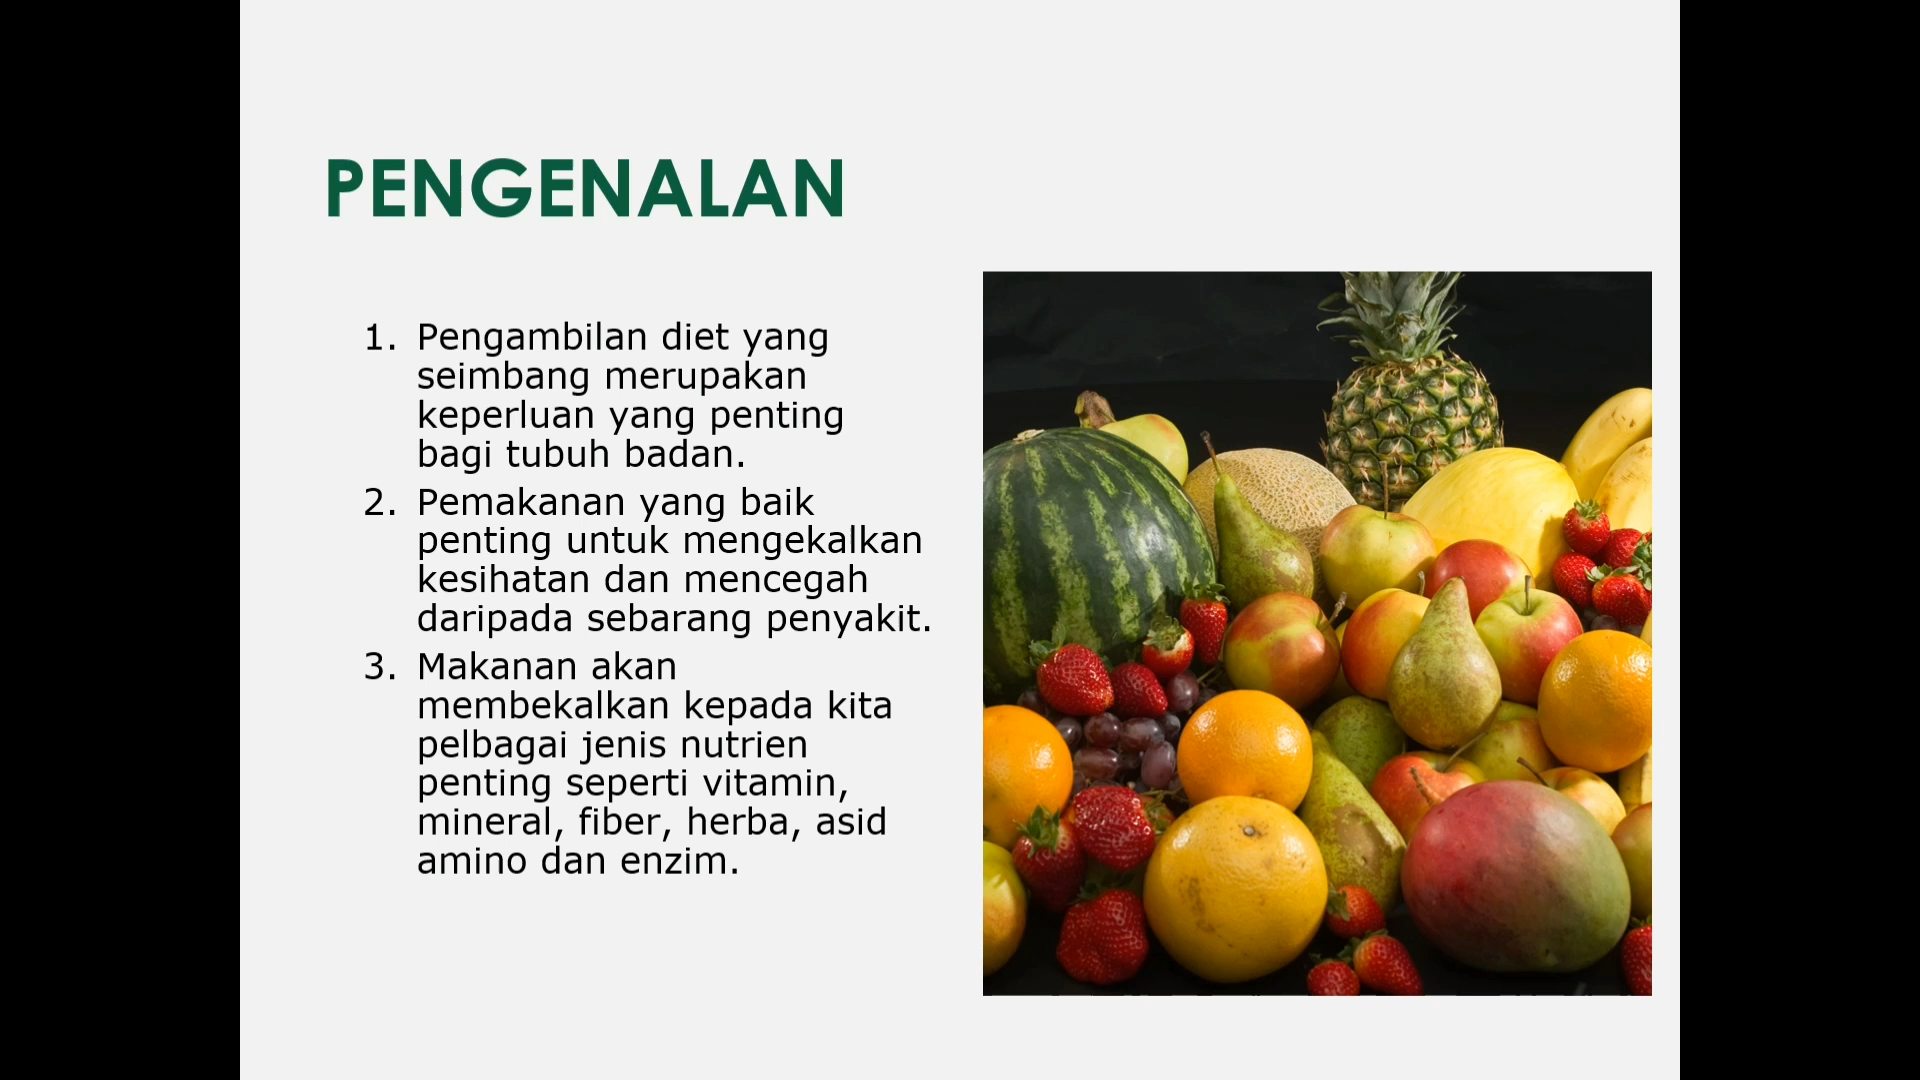 PENGENALAN
1. Pengambilan diet yang
seimbang merupakan
keperluan yang penting
bagi tubuh badan.
2. Pemakanan yang baik
penting untuk mengekalkan
kesihatan dan mencegah
daripada sebarang penyakit.
3. Makanan akan
membekalkan kepada kita
pelbagai jenis nutrien
penting seperti vitamin,
mineral, fiber, herba, asid
amino dan enzim.